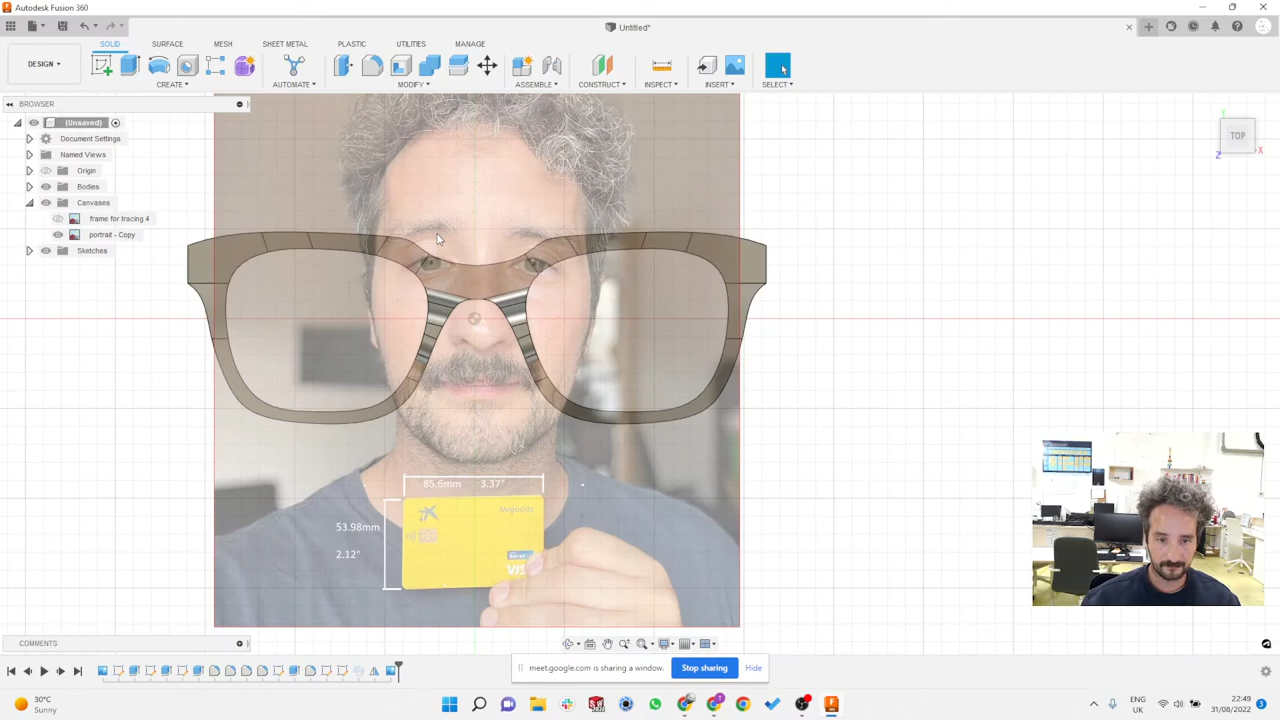 Autodesk Fusion 360
Untitled*
DESIGN
SOLID
SURFACE
MESH
SHEET METAL
PLASTIC
UTILITIES
MANAGE
CREATE
AUTOMATE
MODIFY
ASSEMBLE
CONSTRUCT
INSPECT
INSERT
SELECT
BROWSER
(Unsaved)
Document Settings
Named Views
Origin
Bodies
Canvases
frame for tracing 4
portrait - Copy
Sketches
TOP
X
Y
Z
85.6mm 3.37"
53.98mm
2.12"
Negocios
VIS
COMMENTS
meet.google.com is sharing a window.
Stop sharing
Hide
30°C
Sunny
ENG
UK
22:49
31/08/2022
3